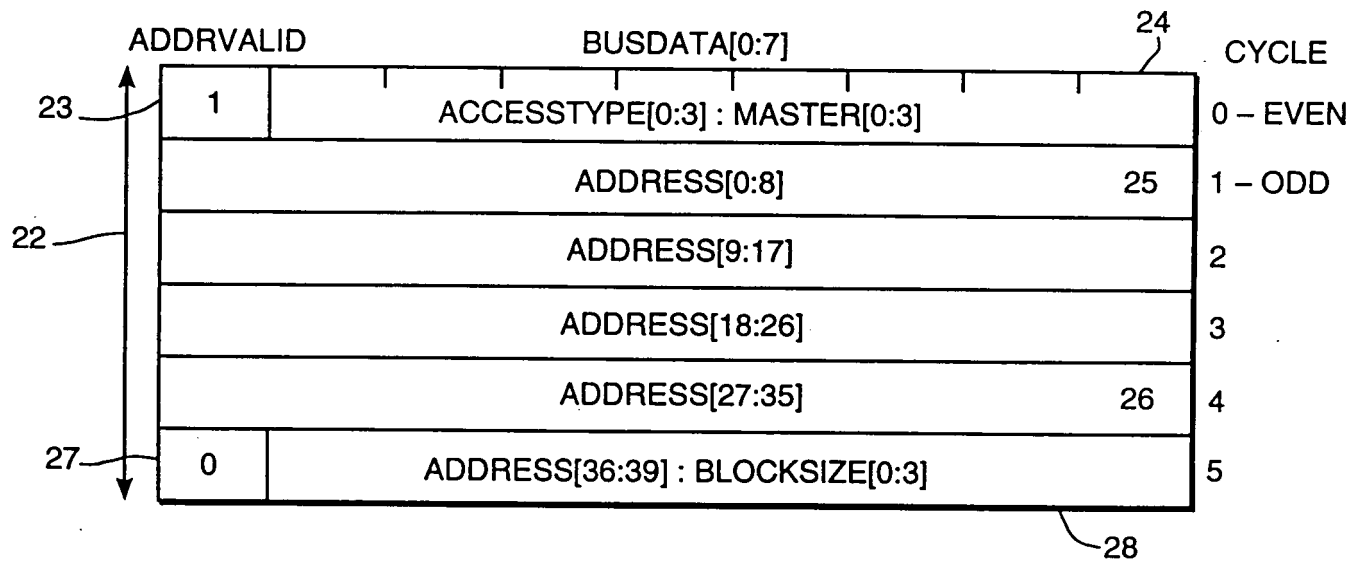 24
ADDRVALID BUSDATA[0:7] CYCLE
23 1 ACCESSTYPE[0:3] : MASTER[0:3] 0 – EVEN
ADDRESS[0:8] 25 1 – ODD
22 ADDRESS[9:17] 2
ADDRESS[18:26] 3
ADDRESS[27:35] 26 4
27 0 ADDRESS[36:39] : BLOCKSIZE[0:3] 5
28